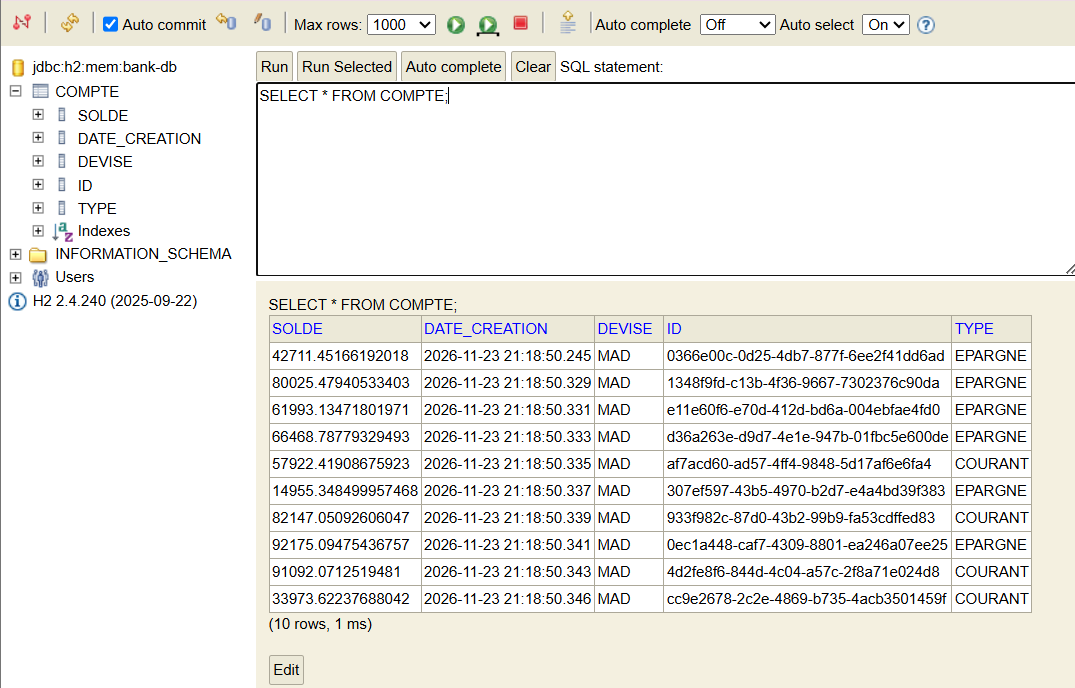 Auto commit Max rows: 1000 Auto complete Off Auto select On
jdbc:h2:mem:bank-db
COMPTE
SOLDE
DATE_CREATION
DEVISE
ID
TYPE
Indexes
INFORMATION_SCHEMA
Users
H2 2.4.240 (2025-09-22)
Run Run Selected Auto complete Clear SQL statement:
SELECT * FROM COMPTE;
SELECT * FROM COMPTE;
SOLDE DATE_CREATION DEVISE ID TYPE
42711.45166192018 2026-11-23 21:18:50.245 MAD 0366e00c-0d25-4db7-877f-6ee2f41dd6ad EPARGNE
80025.47940533403 2026-11-23 21:18:50.329 MAD 1348f9fd-c13b-4f36-9667-7302376c90da EPARGNE
61993.13471801971 2026-11-23 21:18:50.331 MAD e11e60f6-e70d-412d-bd6a-004ebfae4fd0 EPARGNE
66468.78779329493 2026-11-23 21:18:50.333 MAD d36a263e-d9d7-4e1e-947b-01fbc5e600de EPARGNE
57922.41908675923 2026-11-23 21:18:50.335 MAD af7acd60-ad57-4ff4-9848-5d17af6e6fa4 COURANT
14955.348499957468 2026-11-23 21:18:50.337 MAD 307ef597-43b5-4970-b2d7-e4a4bd39f383 EPARGNE
82147.05092606047 2026-11-23 21:18:50.339 MAD 933f982c-87d0-43b2-99b9-fa53cdffed83 COURANT
92175.09475436757 2026-11-23 21:18:50.341 MAD 0ec1a448-caf7-4309-8801-ea246a07ee25 EPARGNE
91092.0712519481 2026-11-23 21:18:50.343 MAD 4d2fe8f6-844d-4c04-a57c-2f8a71e024d8 COURANT
33973.62237688042 2026-11-23 21:18:50.346 MAD cc9e2678-2c2e-4869-b735-4acb3501459f COURANT
(10 rows, 1 ms)
Edit